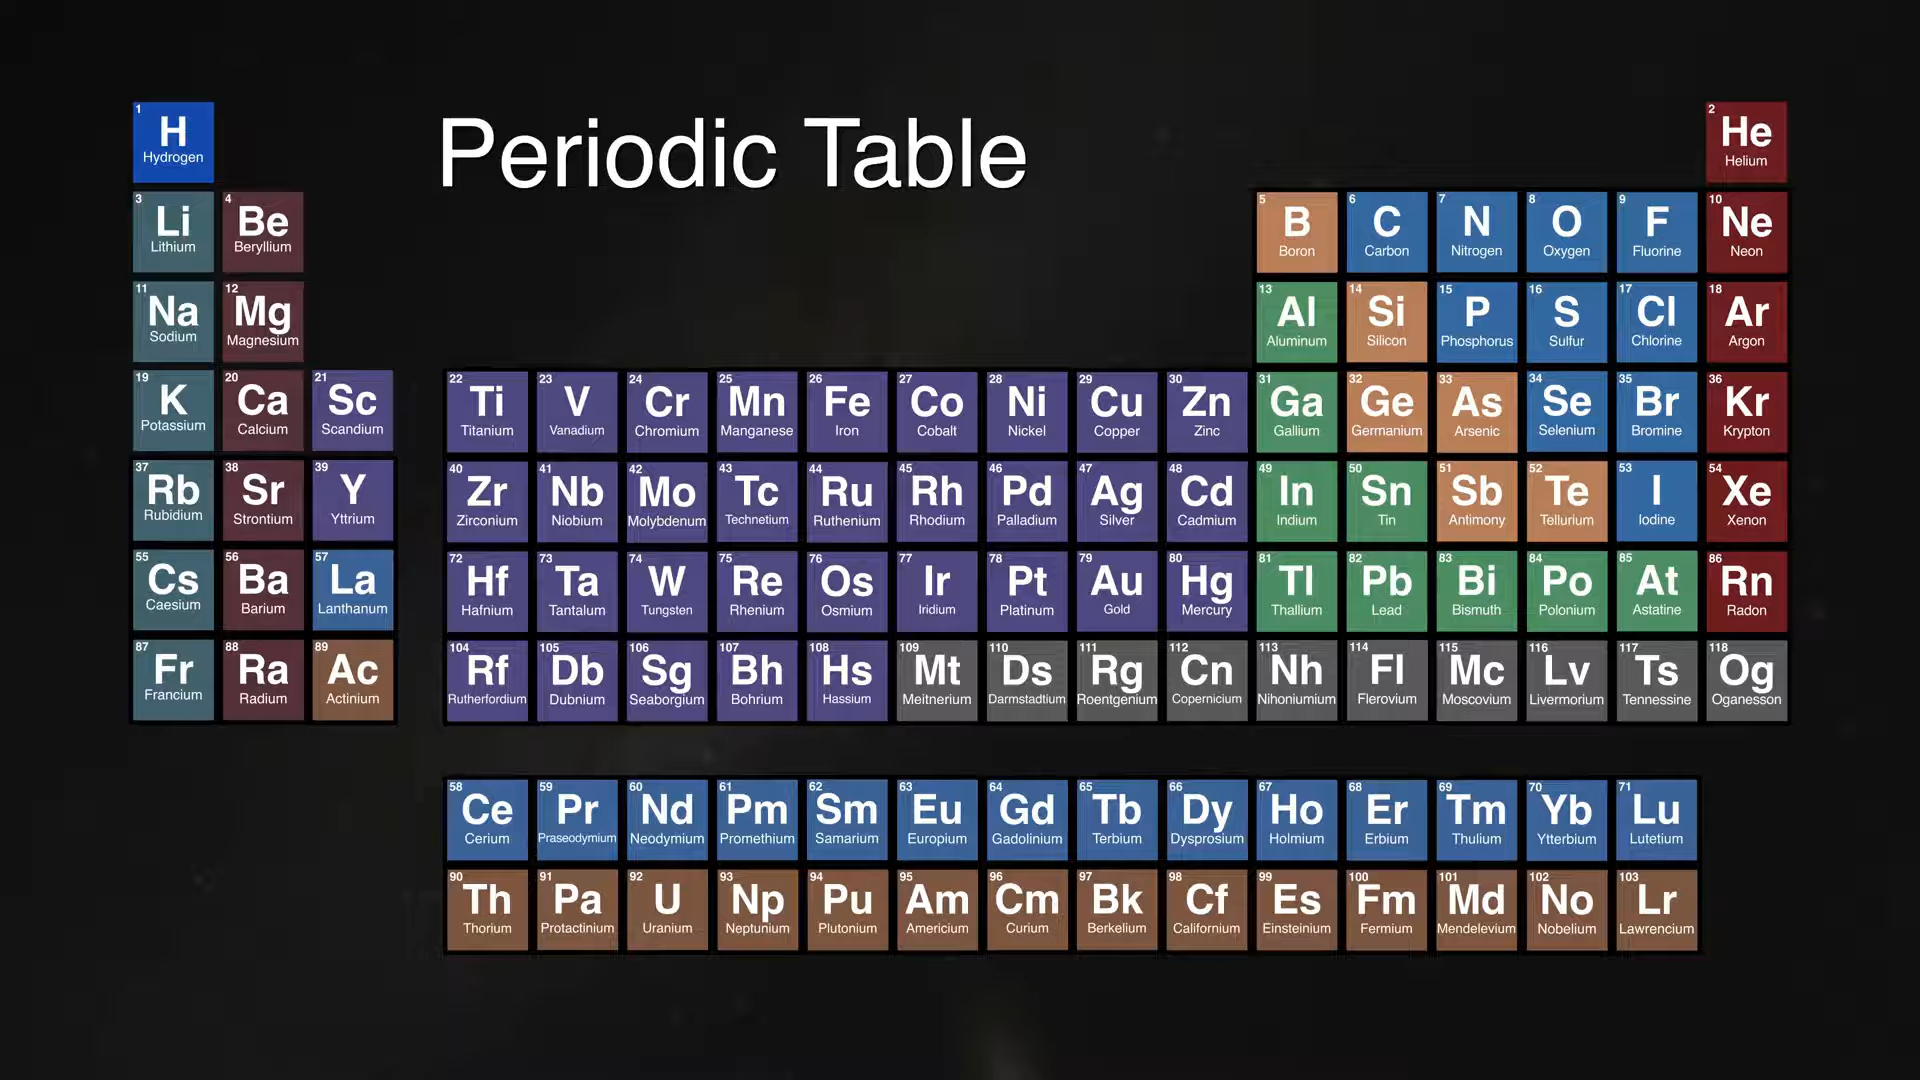 Periodic Table
1
H
Hydrogen
2
He
Helium
3
Li
Lithium
4
Be
Beryllium
5
B
Boron
6
C
Carbon
7
N
Nitrogen
8
O
Oxygen
9
F
Fluorine
10
Ne
Neon
11
Na
Sodium
12
Mg
Magnesium
13
Al
Aluminum
14
Si
Silicon
15
P
Phosphorus
16
S
Sulfur
17
Cl
Chlorine
18
Ar
Argon
19
K
Potassium
20
Ca
Calcium
21
Sc
Scandium
22
Ti
Titanium
23
V
Vanadium
24
Cr
Chromium
25
Mn
Manganese
26
Fe
Iron
27
Co
Cobalt
28
Ni
Nickel
29
Cu
Copper
30
Zn
Zinc
31
Ga
Gallium
32
Ge
Germanium
33
As
Arsenic
34
Se
Selenium
35
Br
Bromine
36
Kr
Krypton
37
Rb
Rubidium
38
Sr
Strontium
39
Y
Yttrium
40
Zr
Zirconium
41
Nb
Niobium
42
Mo
Molybdenum
43
Tc
Technetium
44
Ru
Ruthenium
45
Rh
Rhodium
46
Pd
Palladium
47
Ag
Silver
48
Cd
Cadmium
49
In
Indium
50
Sn
Tin
51
Sb
Antimony
52
Te
Tellurium
53
I
Iodine
54
Xe
Xenon
55
Cs
Caesium
56
Ba
Barium
57
La
Lanthanum
72
Hf
Hafnium
73
Ta
Tantalum
74
W
Tungsten
75
Re
Rhenium
76
Os
Osmium
77
Ir
Iridium
78
Pt
Platinum
79
Au
Gold
80
Hg
Mercury
81
Tl
Thallium
82
Pb
Lead
83
Bi
Bismuth
84
Po
Polonium
85
At
Astatine
86
Rn
Radon
87
Fr
Francium
88
Ra
Radium
89
Ac
Actinium
104
Rf
Rutherfordium
105
Db
Dubnium
106
Sg
Seaborgium
107
Bh
Bohrium
108
Hs
Hassium
109
Mt
Meitnerium
110
Ds
Darmstadtium
111
Rg
Roentgenium
112
Cn
Copernicium
113
Nh
Nihoniumium
114
Fl
Flerovium
115
Mc
Moscovium
116
Lv
Livermorium
117
Ts
Tennessine
118
Og
Oganesson
58
Ce
Cerium
59
Pr
Praseodymium
60
Nd
Neodymium
61
Pm
Promethium
62
Sm
Samarium
63
Eu
Europium
64
Gd
Gadolinium
65
Tb
Terbium
66
Dy
Dysprosium
67
Ho
Holmium
68
Er
Erbium
69
Tm
Thulium
70
Yb
Ytterbium
71
Lu
Lutetium
90
Th
Thorium
91
Pa
Protactinium
92
U
Uranium
93
Np
Neptunium
94
Pu
Plutonium
95
Am
Americium
96
Cm
Curium
97
Bk
Berkelium
98
Cf
Californium
99
Es
Einsteinium
100
Fm
Fermium
101
Md
Mendelevium
102
No
Nobelium
103
Lr
Lawrencium